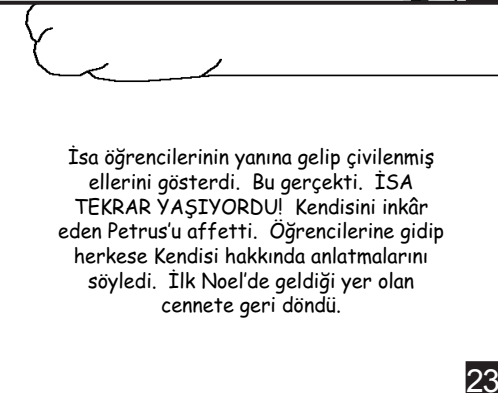 İsa öğrencilerinin yanına gelip çivilenmiş
ellerini gösterdi.  Bu gerçekti.  İSA
TEKRAR YAŞIYORDU!  Kendisini inkâr
eden Petrus'u affetti.  Öğrencilerine gidip
herkese Kendisi hakkında anlatmalarını
söyledi.  İlk Noel'de geldiği yer olan
cennete geri döndü.
23